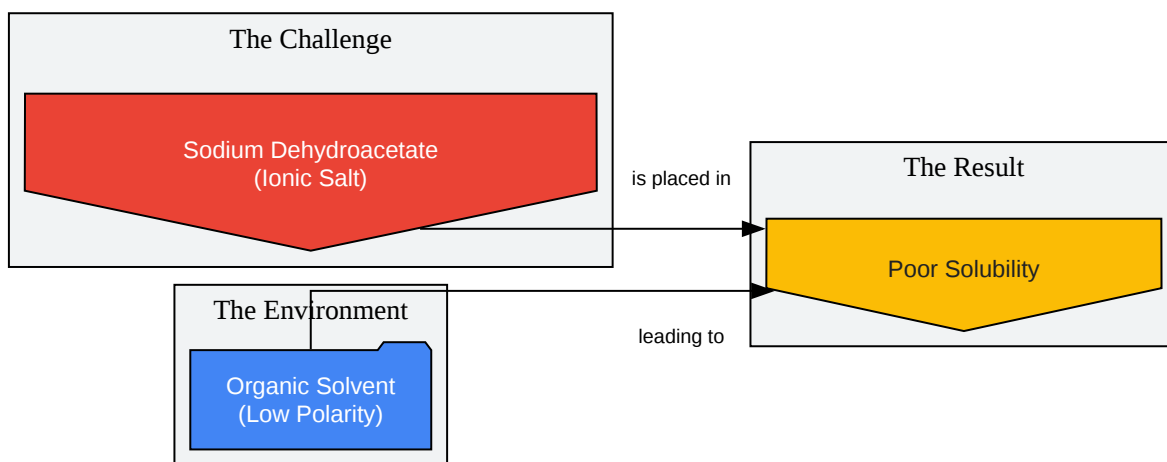 The Challenge
Sodium Dehydroacetate
(Ionic Salt)
is placed in
The Result
Poor Solubility
The Environment
leading to
Organic Solvent
(Low Polarity)